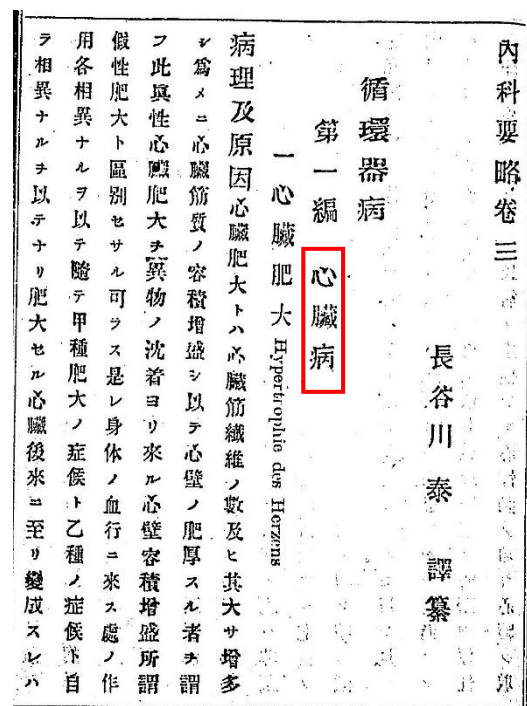 內科要略卷三
長谷川泰 譯纂
循環器病
第一編 心臟病
一 心臟肥大 Hypertrophie des Herzens
病理及原因心臟肥大トハ心臟筋纖維ノ數及ヒ其大サ增多
シ爲メニ心臟筋質ノ容積增盛シ以テ心壁ノ肥厚スル者ヲ謂
フ此眞性心臟肥大ヲ異物ノ沈着ヨリ來ル心壁容積增盛所謂
假性肥大ト區別セサル可ラス是レ身体ノ血行ニ來ス處ノ作
用各相異ナルヲ以テ隨テ甲種肥大ノ症候ト乙種ノ症候ト自
ラ相異ナルヲ以テナリ肥大セル心臟後來ニ至リ變成スレハ